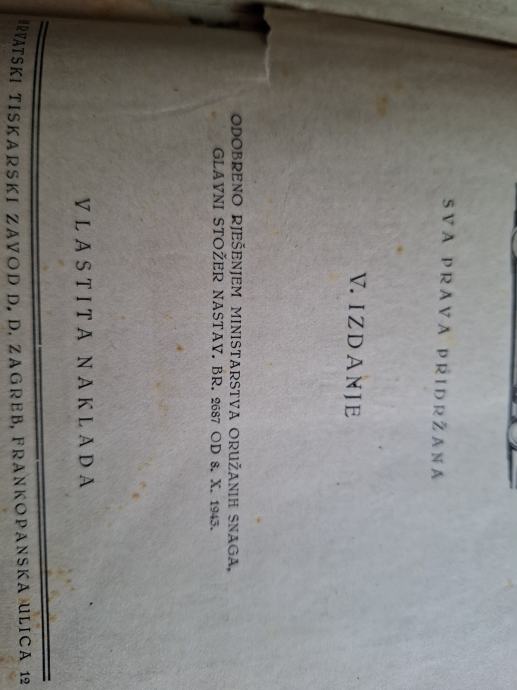 SVA PRAVA PRIDRŽANA
V. IZDANJE
ODOBRENO RJEŠENJEM MINISTARSTVA ORUŽANIH SNAGA,
GLAVNI STOŽER NASTAV. BR. 2687 OD 8. X. 1943.
VLASTITA NAKLADA
HRVATSKI TISKARSKI ZAVOD D. D. ZAGREB, FRANKOPANSKA ULICA 12